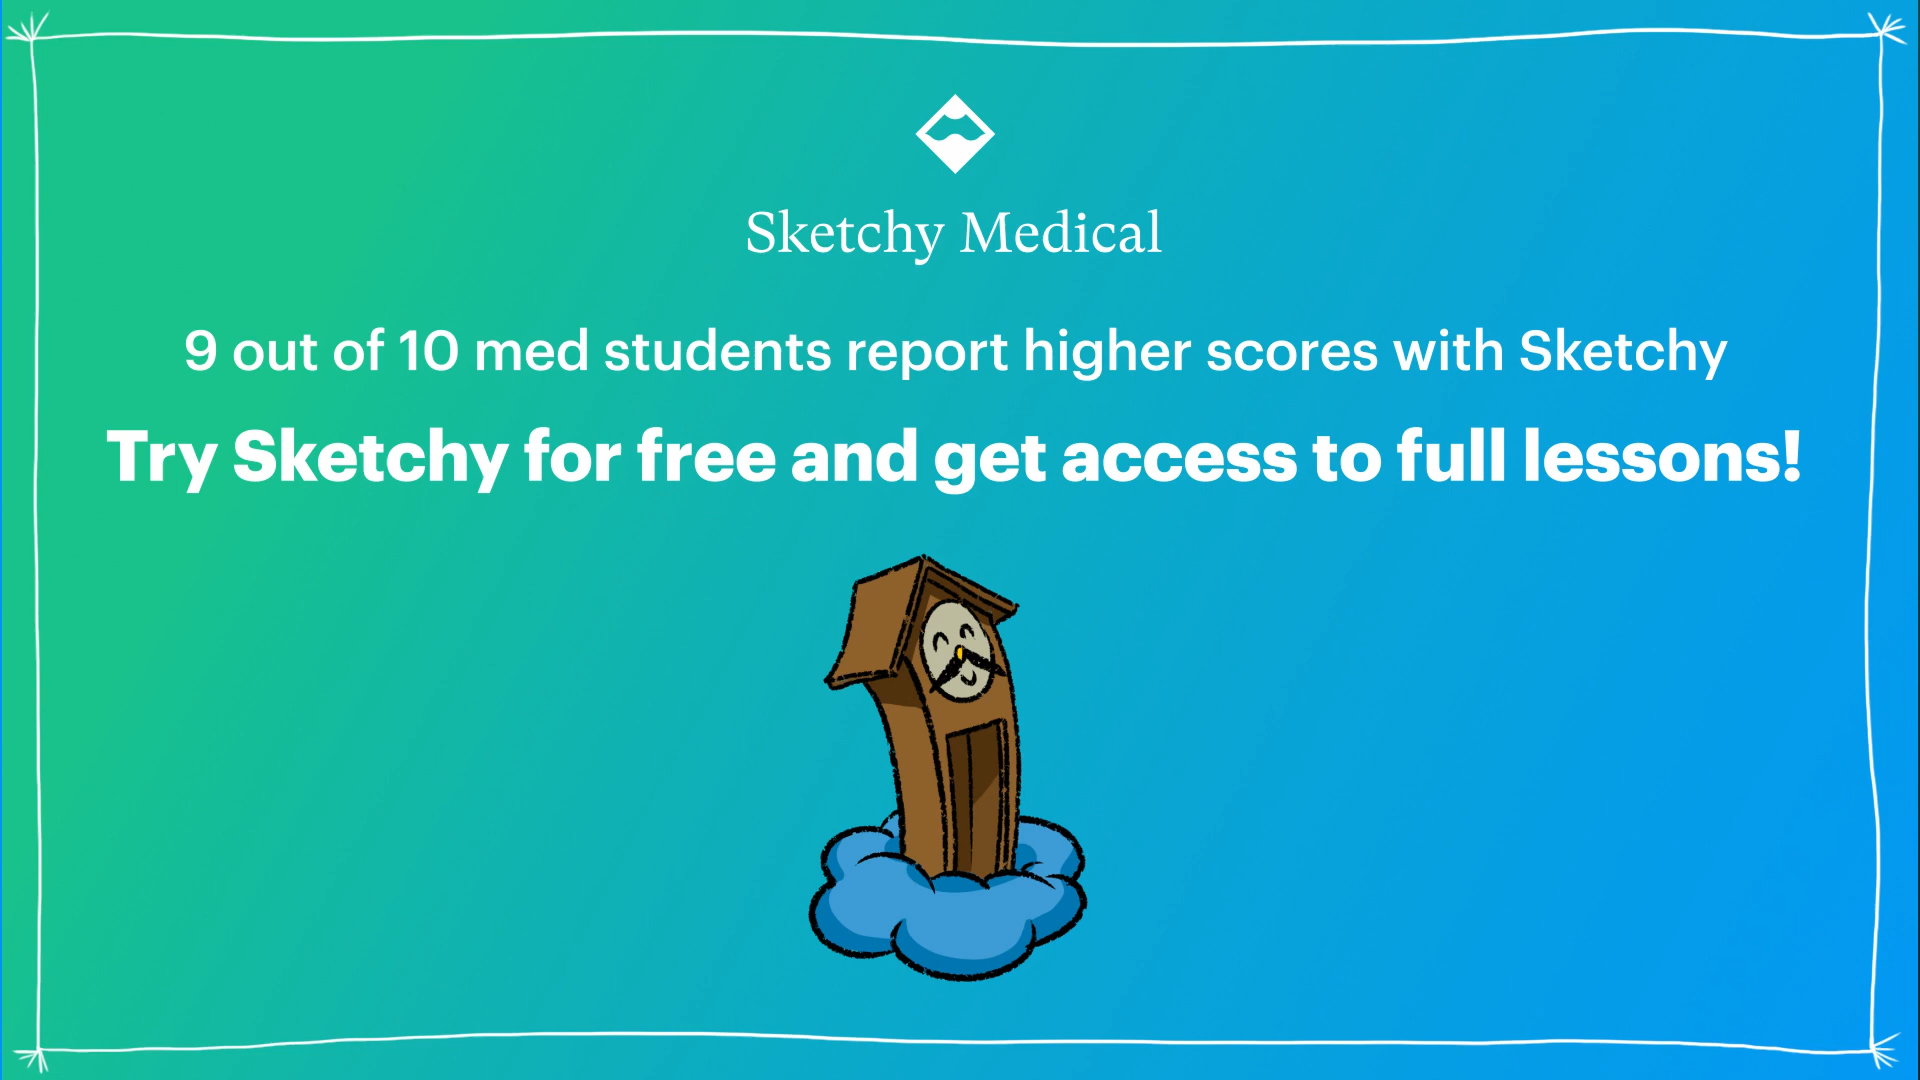 Sketchy Medical
9 out of 10 med students report higher scores with Sketchy
Try Sketchy for free and get access to full lessons!